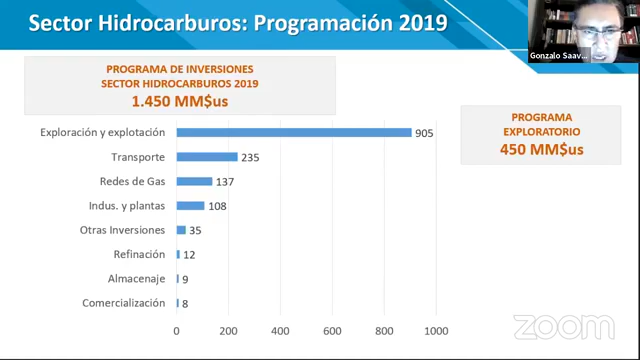 Sector Hidrocarburos: Programación 2019
Gonzalo Saav...
PROGRAMA DE INVERSIONES
SECTOR HIDROCARBUROS 2019
1.450 MM$us
PROGRAMA
EXPLORATORIO
450 MM$us
Exploración y explotación 905
Transporte 235
Redes de Gas 137
Indus. y plantas 108
Otras Inversiones 35
Refinación 12
Almacenaje 9
Comercialización 8
0 200 400 600 800 1000
zoom